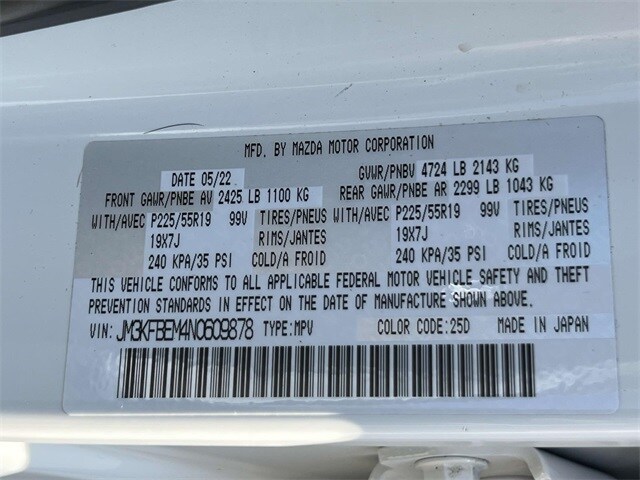 MFD. BY MAZDA MOTOR CORPORATION
DATE 05/22 GVWR/PNBV 4724 LB 2143 KG
FRONT GAWR/PNBE AV 2425 LB 1100 KG REAR GAWR/PNBE AR 2299 LB 1043 KG
WITH/AVEC P225/55R19 99V TIRES/PNEUS WITH/AVEC P225/55R19 99V TIRES/PNEUS
19X7J RIMS/JANTES 19X7J RIMS/JANTES
240 KPA/35 PSI COLD/A FROID 240 KPA/35 PSI COLD/A FROID
THIS VEHICLE CONFORMS TO ALL APPLICABLE FEDERAL MOTOR VEHICLE SAFETY AND THEFT
PREVENTION STANDARDS IN EFFECT ON THE DATE OF MANUFACTURE SHOWN ABOVE.
VIN: JM3KFBEM4N0609878 TYPE: MPV COLOR CODE: 25D MADE IN JAPAN